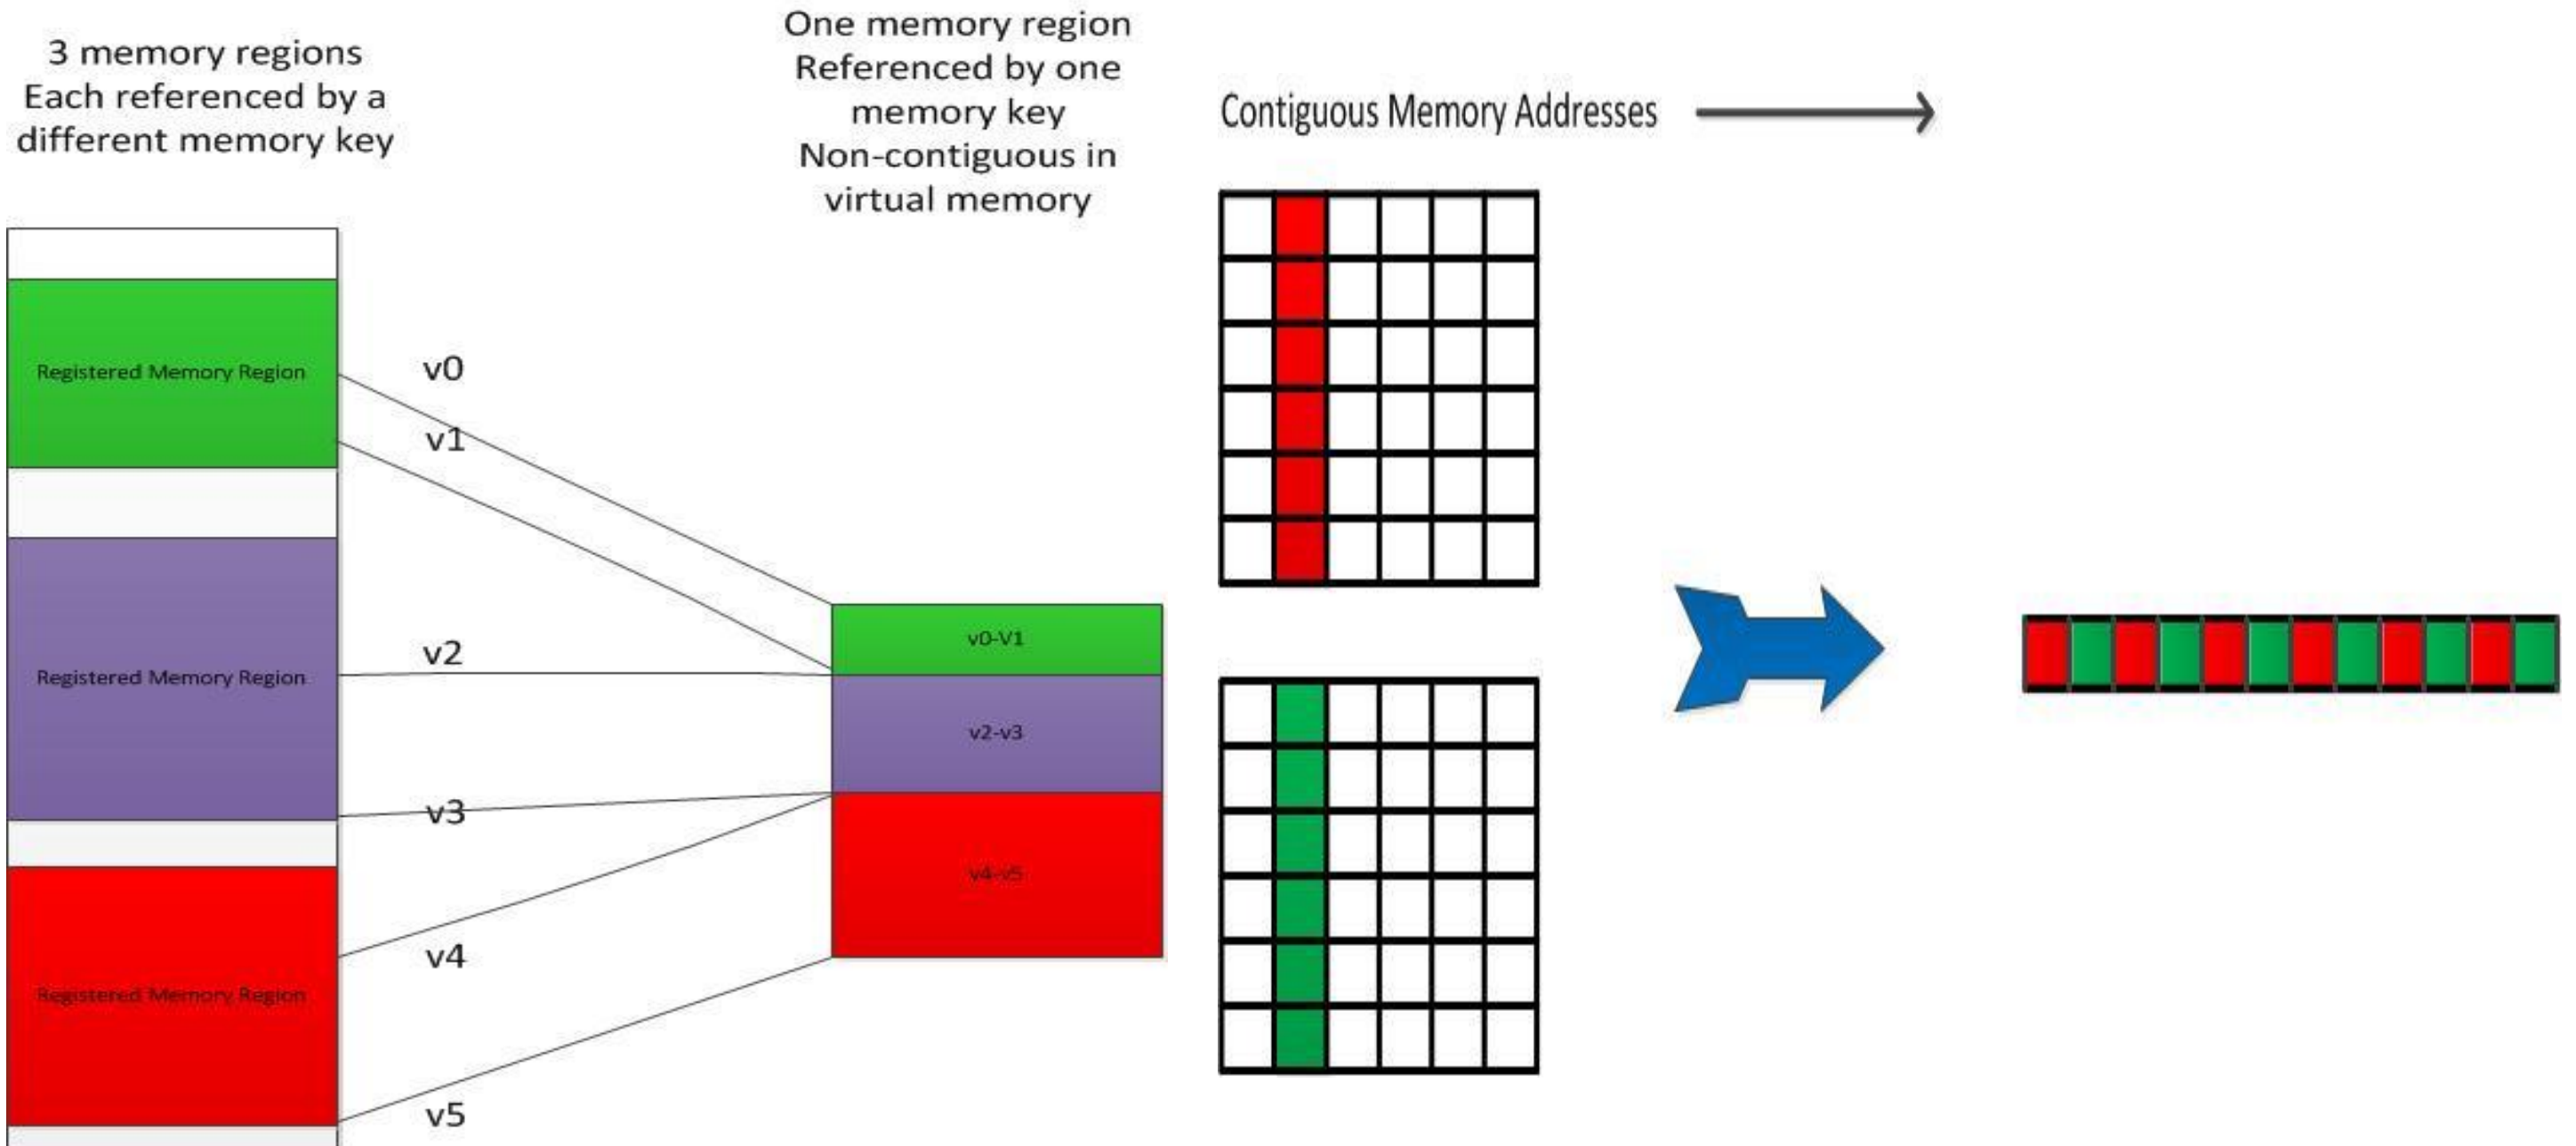 3 memory regions
Each referenced by a
different memory key
One memory region
Referenced by one
memory key
Non-contiguous in
virtual memory
Contiguous Memory Addresses
Registered Memory Region
v0
v1
Registered Memory Region
v2
v3
Registered Memory Region
v4
v5
v0-V1
v2-v3
v4-v5